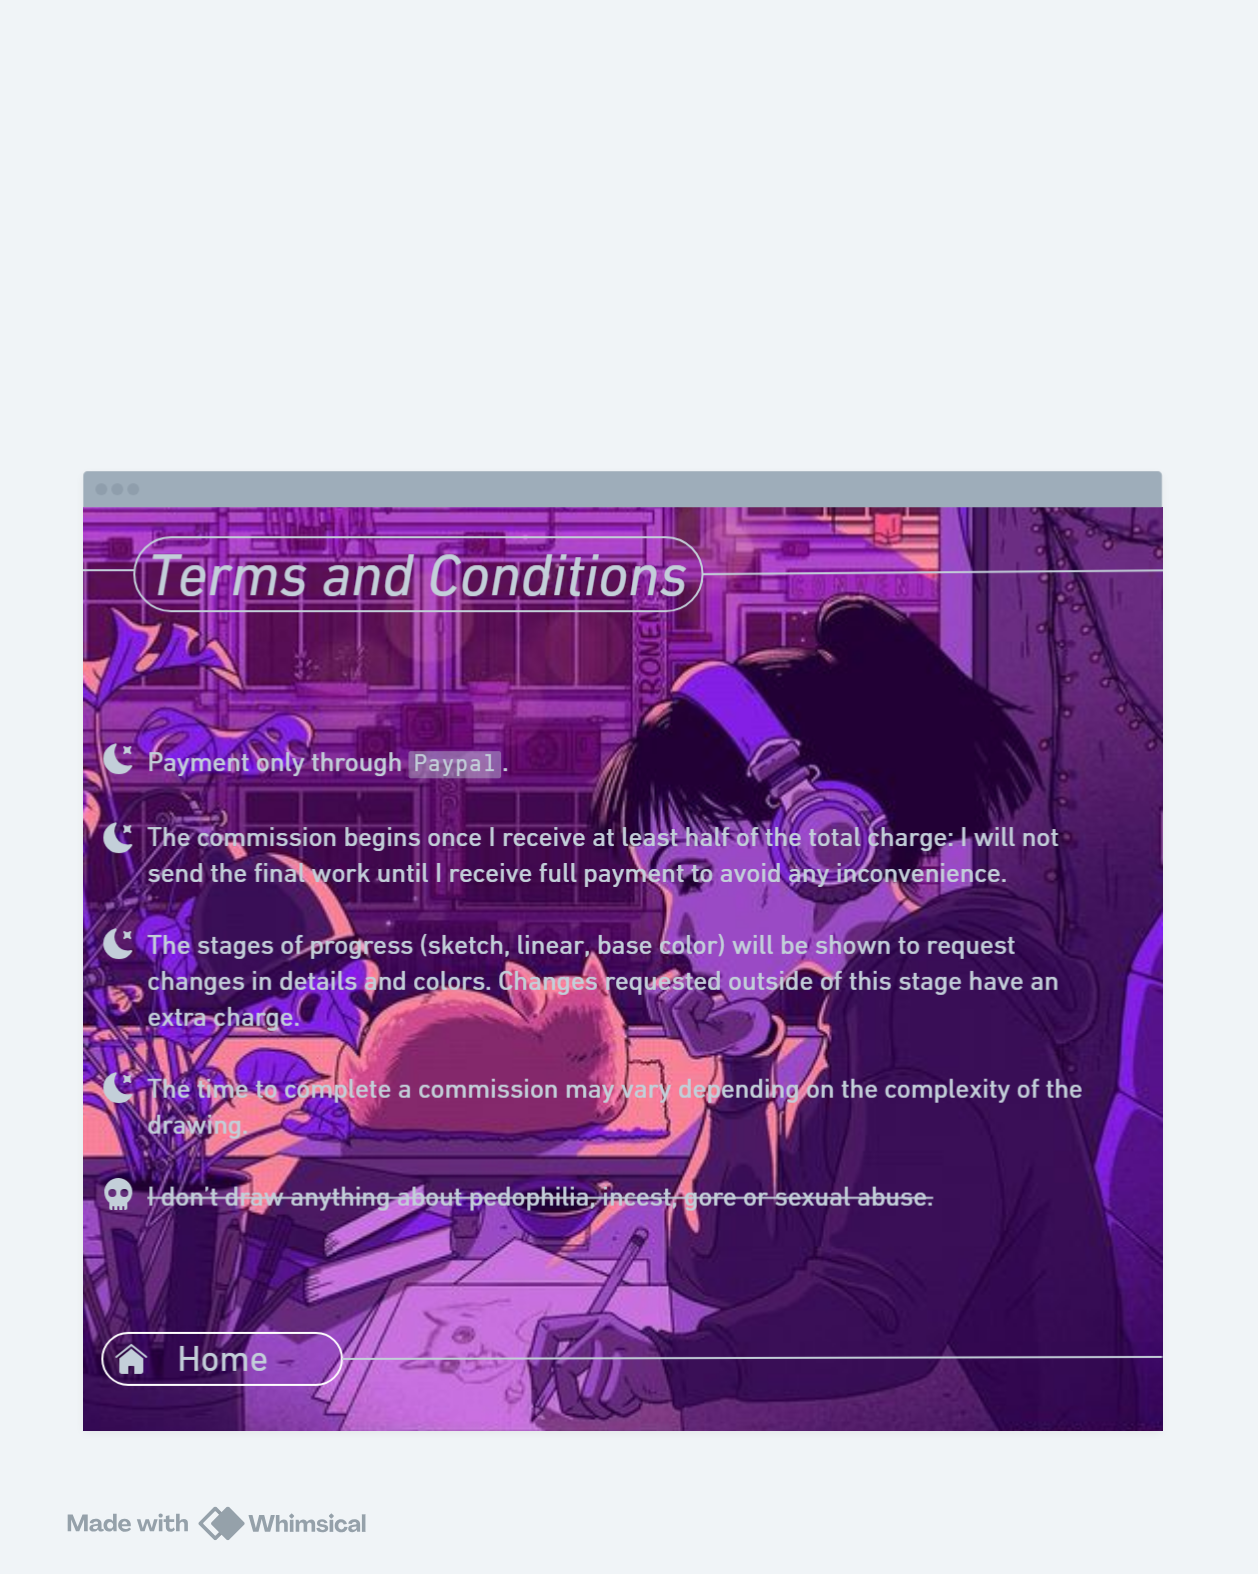 Terms and Conditions
CONVENI
RONEN
Payment only through Paypal.
The commission begins once I receive at least half of the total charge: I will not
send the final work until I receive full payment to avoid any inconvenience.
The stages of progress (sketch, linear, base color) will be shown to request
changes in details and colors. Changes requested outside of this stage have an
extra charge.
The time to complete a commission may vary depending on the complexity of the
drawing.
I don't draw anything about pedophilia, incest, gore or sexual abuse.
Home
Made with Whimsical